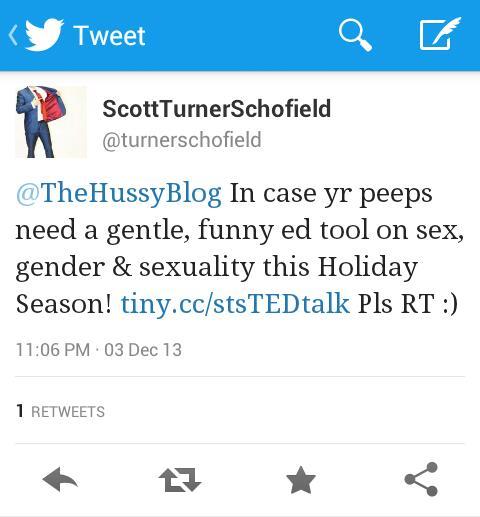 Tweet
ScottTurnerSchofield
@turnerschofield
@TheHussyBlog In case yr peeps
need a gentle, funny ed tool on sex,
gender & sexuality this Holiday
Season! tiny.cc/stsTEDtalk Pls RT :)
11:06 PM · 03 Dec 13
1 RETWEETS